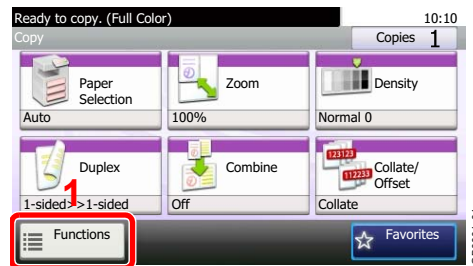 Ready to copy. (Full Color)
10:10
Copy
Copies 1
Paper
Selection
Auto
Zoom
100%
Density
Normal 0
Duplex
1-sided>>1-sided
1
Combine
Off
123123
112233
Collate/
Offset
Collate
Functions
Favorites